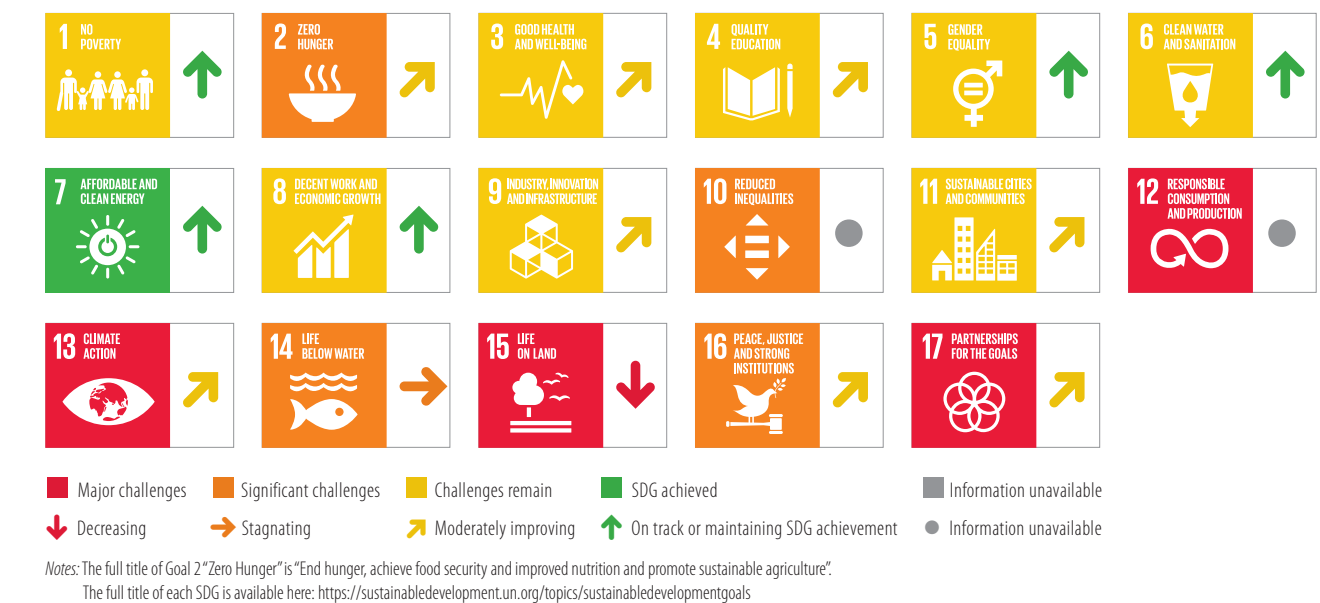 1 NO
POVERTY
2 ZERO
HUNGER
3 GOOD HEALTH
AND WELL-BEING
4 QUALITY
EDUCATION
5 GENDER
EQUALITY
6 CLEAN WATER
AND SANITATION
7 AFFORDABLE AND
CLEAN ENERGY
8 DECENT WORK AND
ECONOMIC GROWTH
9 INDUSTRY, INNOVATION
AND INFRASTRUCTURE
10 REDUCED
INEQUALITIES
11 SUSTAINABLE CITIES
AND COMMUNITIES
12 RESPONSIBLE
CONSUMPTION
AND PRODUCTION
13 CLIMATE
ACTION
14 LIFE
BELOW WATER
15 LIFE
ON LAND
16 PEACE, JUSTICE
AND STRONG
INSTITUTIONS
17 PARTNERSHIPS
FOR THE GOALS
Major challenges
Significant challenges
Challenges remain
SDG achieved
Information unavailable
Decreasing
Stagnating
Moderately improving
On track or maintaining SDG achievement
Information unavailable
Notes: The full title of Goal 2 "Zero Hunger" is "End hunger, achieve food security and improved nutrition and promote sustainable agriculture".
The full title of each SDG is available here: https://sustainabledevelopment.un.org/topics/sustainabledevelopmentgoals